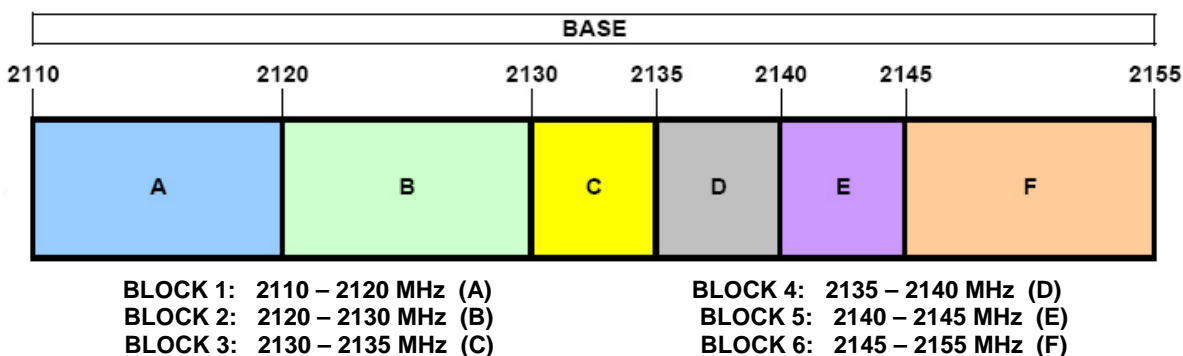 BASE
2110 2120 2130 2135 2140 2145 2155
A B C D E F
BLOCK 1: 2110 – 2120 MHz (A)
BLOCK 2: 2120 – 2130 MHz (B)
BLOCK 3: 2130 – 2135 MHz (C)
BLOCK 4: 2135 – 2140 MHz (D)
BLOCK 5: 2140 – 2145 MHz (E)
BLOCK 6: 2145 – 2155 MHz (F)